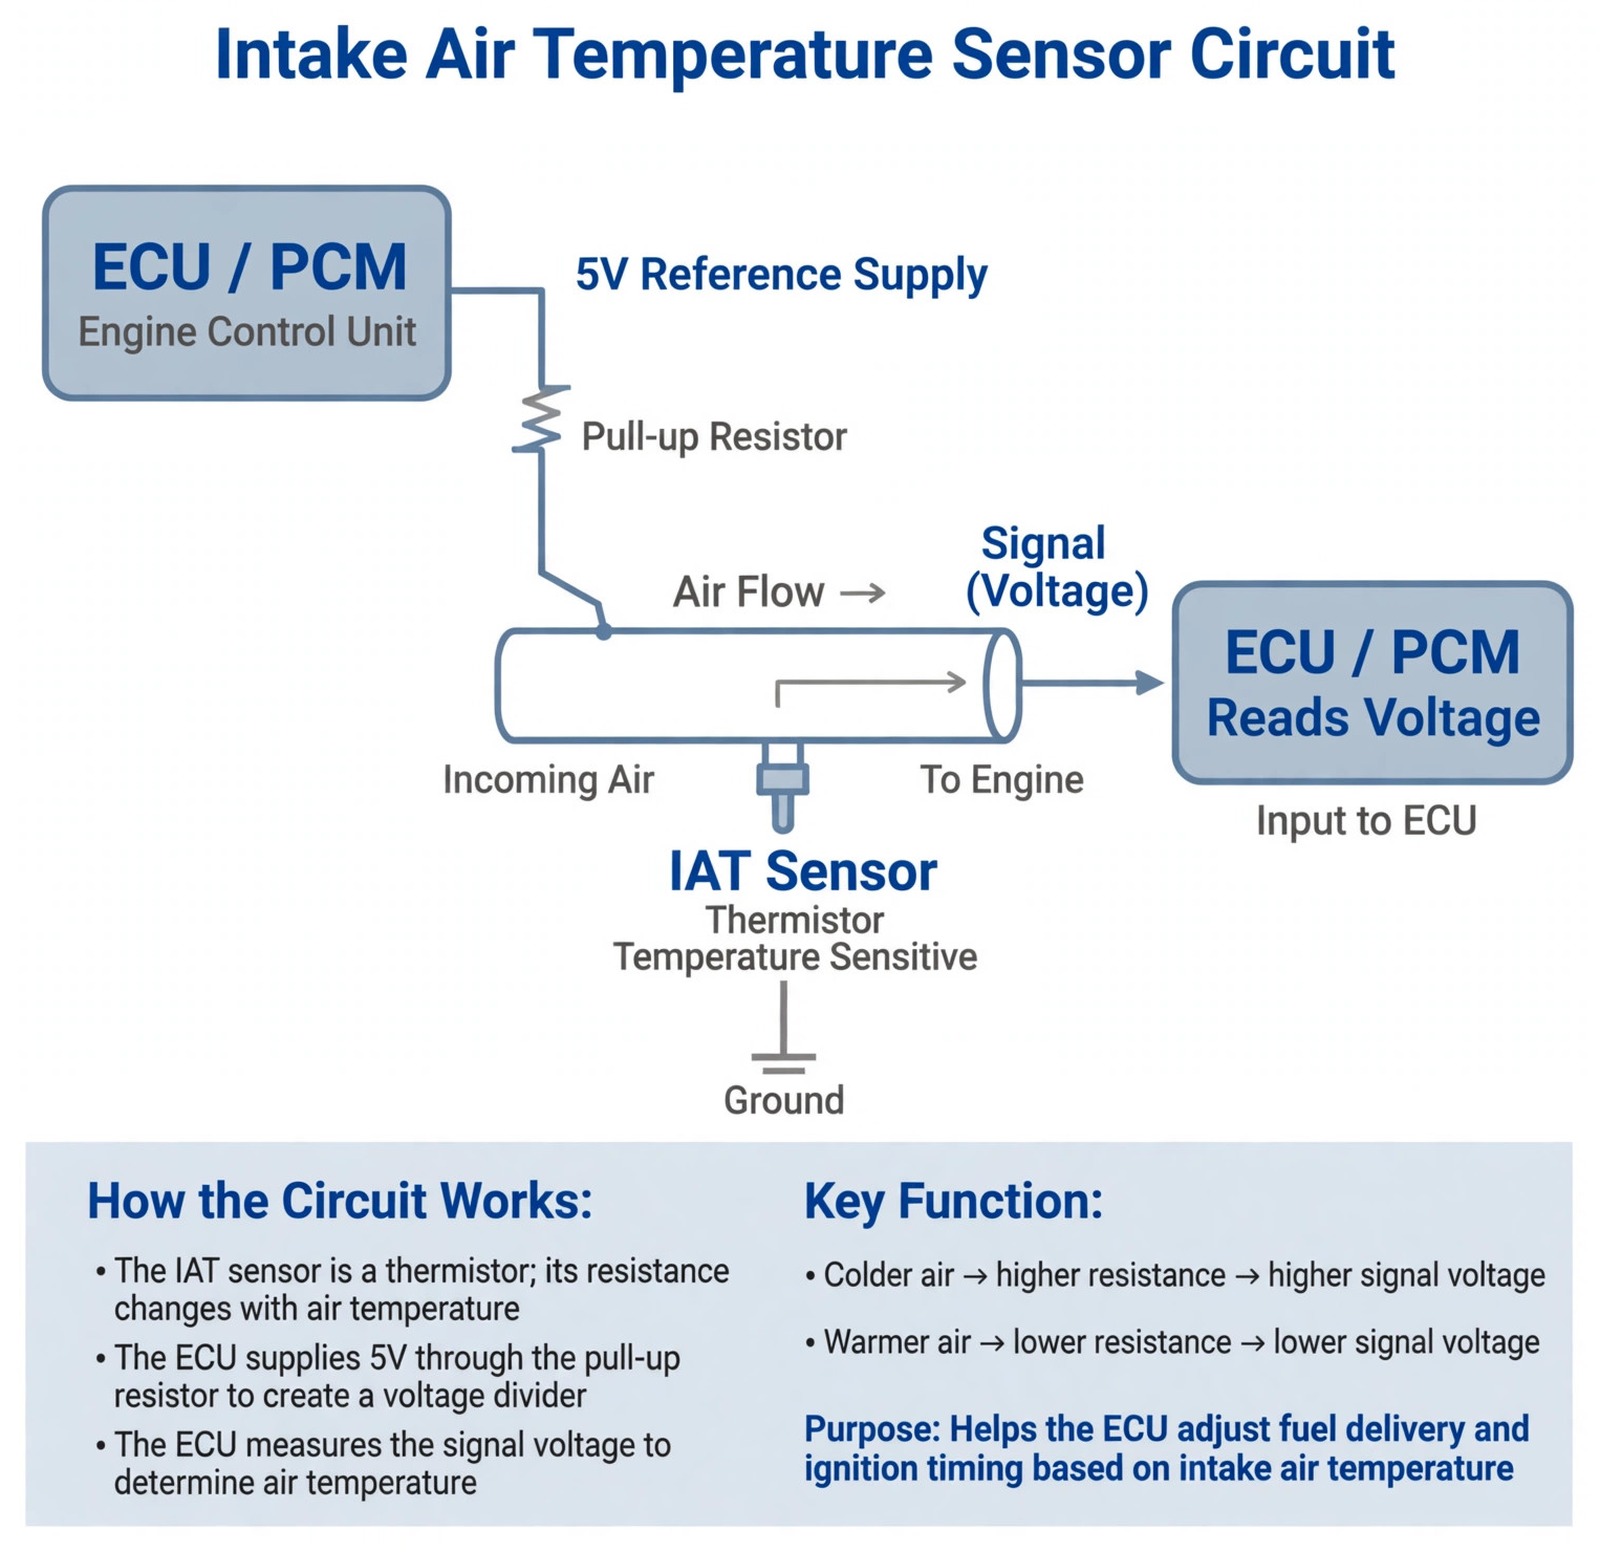 Intake Air Temperature Sensor Circuit
ECU / PCM
Engine Control Unit
5V Reference Supply
Pull-up Resistor
Air Flow →
Signal
(Voltage)
ECU / PCM
Reads Voltage
Input to ECU
Incoming Air
To Engine
IAT Sensor
Thermistor
Temperature Sensitive
Ground
How the Circuit Works:
• The IAT sensor is a thermistor; its resistance
changes with air temperature
• The ECU supplies 5V through the pull-up
resistor to create a voltage divider
• The ECU measures the signal voltage to
determine air temperature
Key Function:
• Colder air → higher resistance → higher signal voltage
• Warmer air → lower resistance → lower signal voltage
Purpose: Helps the ECU adjust fuel delivery and
ignition timing based on intake air temperature